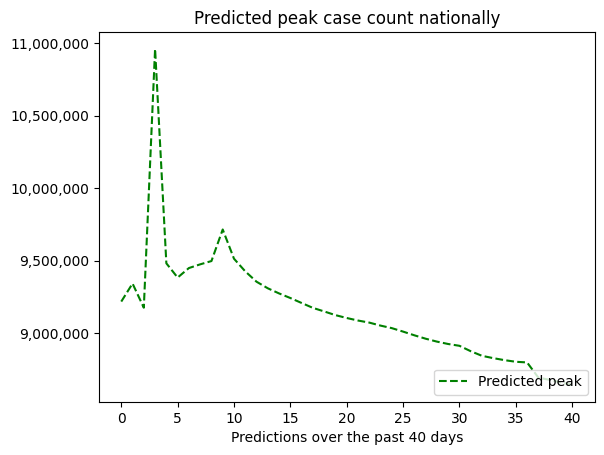 Predicted peak case count nationally
11,000,000
10,500,000
10,000,000
9,500,000
9,000,000
Predicted peak
0 5 10 15 20 25 30 35 40
Predictions over the past 40 days